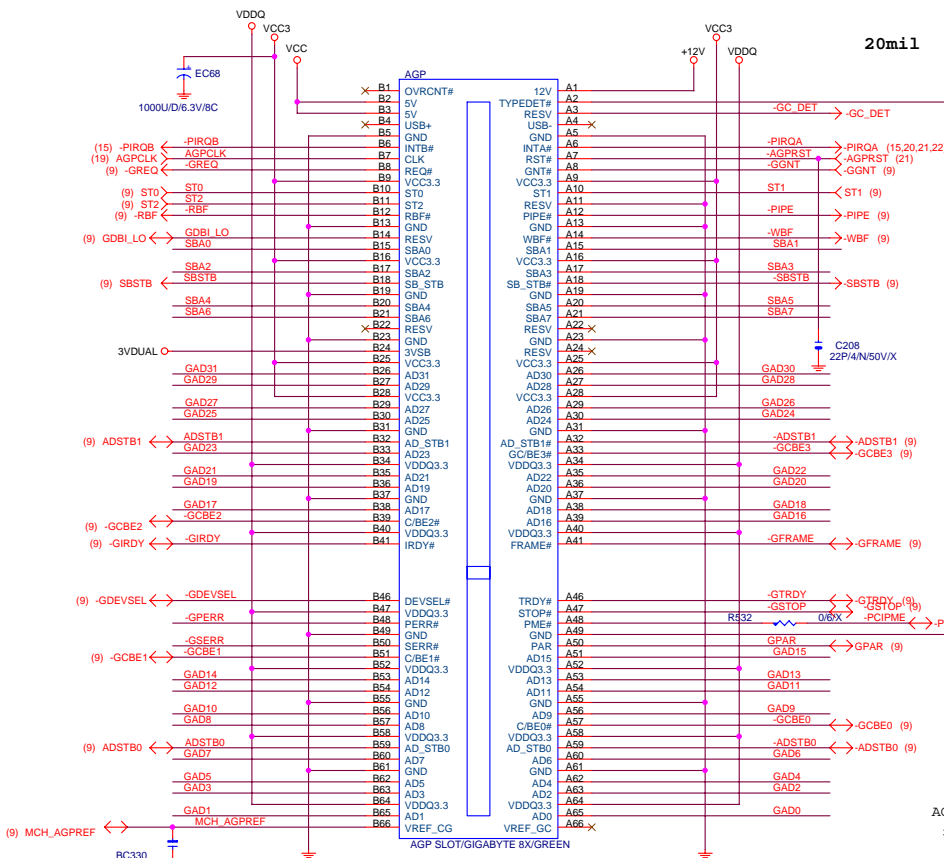 VDDQ
VCC3
VCC
VCC3
+12V
VDDQ
20mil
EC68
1000U/D/6.3V/8C
AGP
B1 OVRCNT# 12V A1
B2 5V TYPEDET# A2
B3 5V RESV A3 -GC_DET -GC_DET
B4 USB+ USB- A4
B5 GND GND A5
(15) -PIRQB -PIRQB B6 INTB# INTA# A6 -PIRQA -PIRQA (15,20,21,22
(19) AGPCLK AGPCLK B7 CLK RST# A7 -AGPRST -AGPRST (21)
(9) -GREQ -GREQ B8 REQ# GNT# A8 -GGNT -GGNT (9)
B9 VCC3.3 VCC3.3 A9
(9) ST0 ST0 B10 ST0 ST1 A10 ST1 ST1 (9)
(9) ST2 ST2 B11 ST2 RESV A11
(9) -RBF -RBF B12 RBF# PIPE# A12 -PIPE -PIPE (9)
B13 GND GND A13
(9) GDBI_LO GDBI_LO B14 RESV WBF# A14 -WBF -WBF (9)
SBA0 B15 SBA0 SBA1 A15 SBA1
B16 VCC3.3 VCC3.3 A16
SBA2 B17 SBA2 SBA3 A17 SBA3
(9) SBSTB SBSTB B18 SB_STB SB_STB# A18 -SBSTB -SBSTB (9)
B19 GND GND A19
SBA4 B20 SBA4 SBA5 A20 SBA5
SBA6 B21 SBA6 SBA7 A21 SBA7
B22 RESV RESV A22
B23 GND GND A23
3VDUAL B24 3VSB RESV A24
C208
22P/4/N/50V/X
B25 VCC3.3 VCC3.3 A25
GAD31 B26 AD31 AD30 A26 GAD30
GAD29 B27 AD29 AD28 A27 GAD28
B28 VCC3.3 VCC3.3 A28
GAD27 B29 AD27 AD26 A29 GAD26
GAD25 B30 AD25 AD24 A30 GAD24
B31 GND GND A31
(9) ADSTB1 ADSTB1 B32 AD_STB1 AD_STB1# A32 -ADSTB1 -ADSTB1 (9)
GAD23 B33 AD23 GC/BE3# A33 -GCBE3 -GCBE3 (9)
B34 VDDQ3.3 VDDQ3.3 A34
GAD21 B35 AD21 AD22 A35 GAD22
GAD19 B36 AD19 AD20 A36 GAD20
B37 GND GND A37
GAD17 B38 AD17 AD18 A38 GAD18
(9) -GCBE2 -GCBE2 B39 C/BE2# AD16 A39 GAD16
B40 VDDQ3.3 VDDQ3.3 A40
(9) -GIRDY -GIRDY B41 IRDY# FRAME# A41 -GFRAME -GFRAME (9)
(9) -GDEVSEL -GDEVSEL B46 DEVSEL# TRDY# A46 -GTRDY -GTRDY (9)
B47 VDDQ3.3 STOP# A47 -GSTOP -GSTOP (9)
-GPERR B48 PERR# PME# A48 R532 0/6/X -PCIPME -P
B49 GND GND A49
-GSERR B50 SERR# PAR A50 GPAR GPAR (9)
(9) -GCBE1 -GCBE1 B51 C/BE1# AD15 A51 GAD15
B52 VDDQ3.3 VDDQ3.3 A52
GAD14 B53 AD14 AD13 A53 GAD13
GAD12 B54 AD12 AD11 A54 GAD11
B55 GND GND A55
GAD10 B56 AD10 AD9 A56 GAD9
GAD8 B57 AD8 C/BE0# A57 -GCBE0 -GCBE0 (9)
B58 VDDQ3.3 VDDQ3.3 A58
(9) ADSTB0 ADSTB0 B59 AD_STB0 AD_STB0# A59 -ADSTB0 -ADSTB0 (9)
GAD7 B60 AD7 AD6 A60 GAD6
B61 GND GND A61
GAD5 B62 AD5 AD4 A62 GAD4
GAD3 B63 AD3 AD2 A63 GAD2
B64 VDDQ3.3 VDDQ3.3 A64
GAD1 B65 AD1 AD0 A65 GAD0
(9) MCH_AGPREF MCH_AGPREF B66 VREF_CG VREF_GC A66
AGP SLOT/GIGABYTE 8X/GREEN
BC330